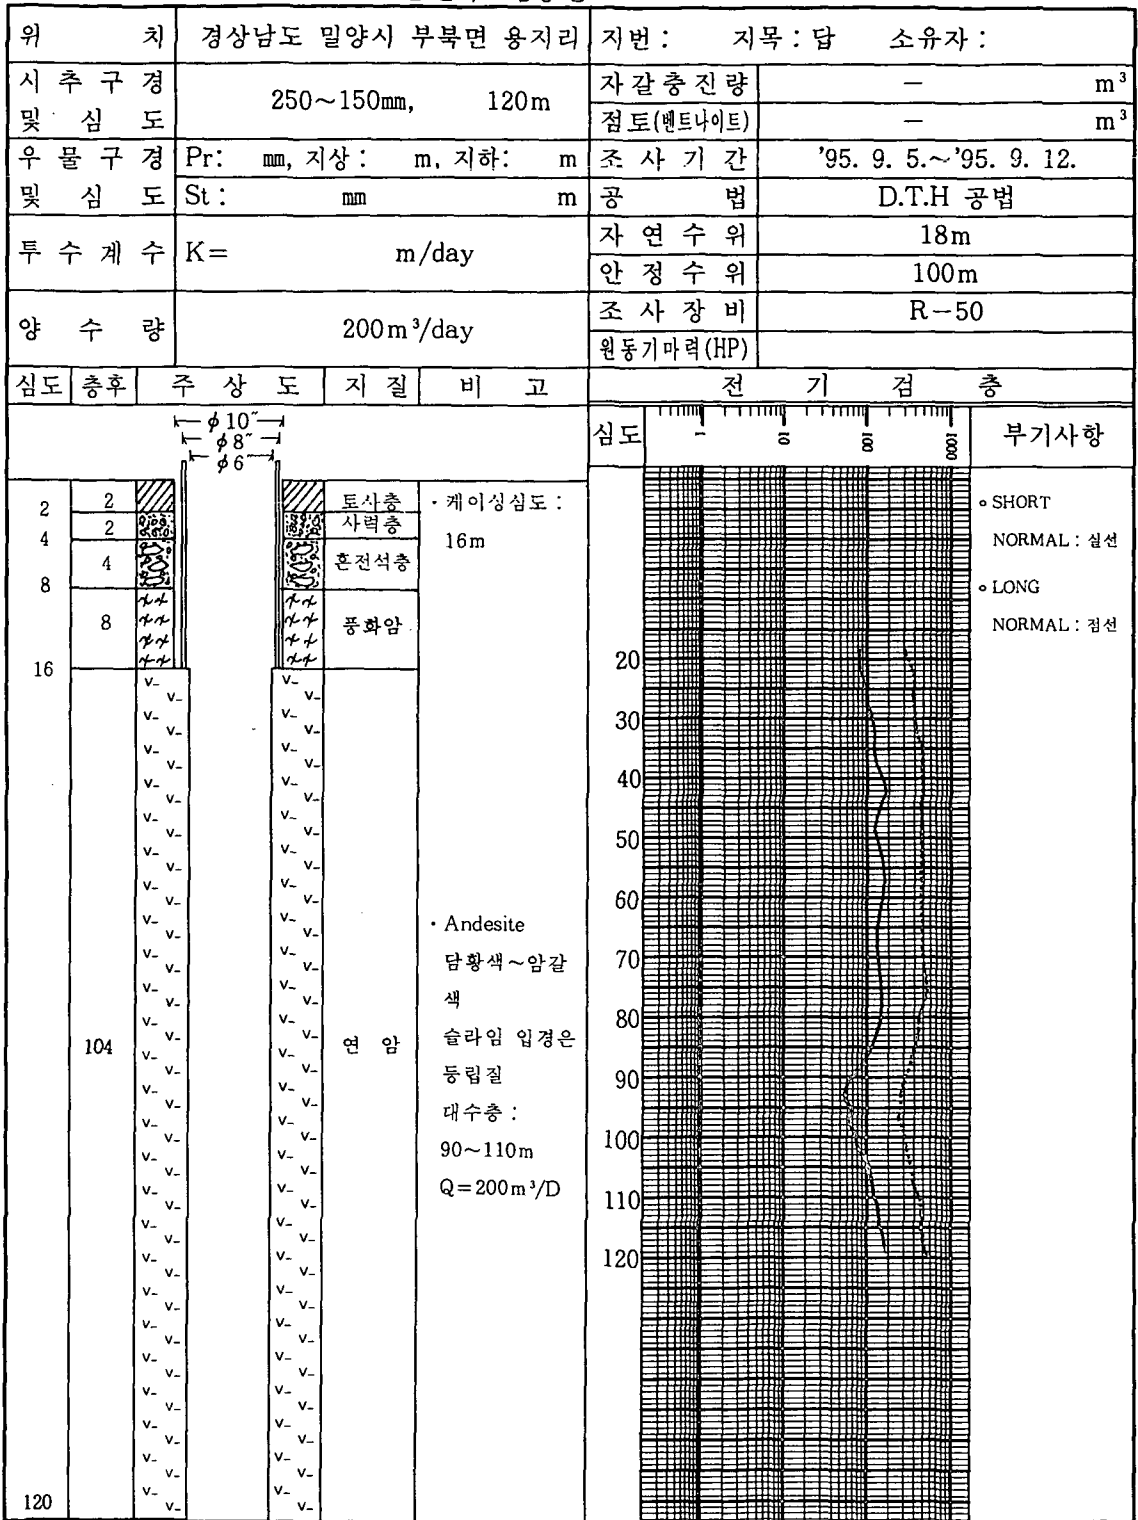 위 치 경상남도 밀양시 부북면 용지리 지번 : 지목 : 답 소유자 :
시 추 구 경 및 심 도 250~150mm, 120m
자갈충진량 — m³
점토(벤트나이트) — m³
우 물 구 경 및 심 도 Pr: mm, 지상 : m, 지하: m
St : mm m
조 사 기 간 '95. 9. 5.~'95. 9. 12.
공 법 D.T.H 공법
투 수 계 수 K= m/day
자 연 수 위 18m
안 정 수 위 100m
양 수 량 200m³/day
조 사 장 비 R-50
원동기마력(HP)
심도 층후 주 상 도 지 질 비 고 전 기 검 층
φ 10″
φ 8″
φ 6″
심도 1 10 100 1000 부기사항
2 2 토사층
4 2 사력층
8 4 혼전석층
16 8 풍화암
120 104 연 암
· 케이싱심도 :
16m
· Andesite
담황색~암갈
색
슬라임 입경은
등립질
대수층 :
90~110m
Q=200m³/D
∘ SHORT
NORMAL : 실선
∘ LONG
NORMAL : 점선
20
30
40
50
60
70
80
90
100
110
120